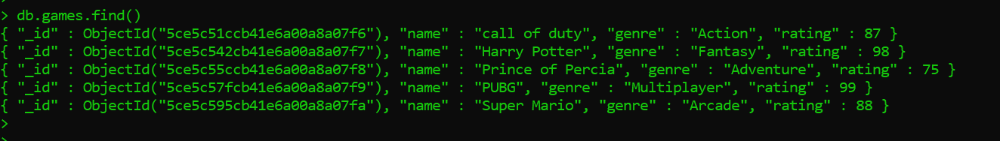 > db.games.find()
{ "_id" : ObjectId("5ce5c51ccb41e6a00a8a07f6"), "name" : "call of duty", "genre" : "Action", "rating" : 87 }
{ "_id" : ObjectId("5ce5c542cb41e6a00a8a07f7"), "name" : "Harry Potter", "genre" : "Fantasy", "rating" : 98 }
{ "_id" : ObjectId("5ce5c55ccb41e6a00a8a07f8"), "name" : "Prince of Percia", "genre" : "Adventure", "rating" : 75 }
{ "_id" : ObjectId("5ce5c57fcb41e6a00a8a07f9"), "name" : "PUBG", "genre" : "Multiplayer", "rating" : 99 }
{ "_id" : ObjectId("5ce5c595cb41e6a00a8a07fa"), "name" : "Super Mario", "genre" : "Arcade", "rating" : 88 }
>